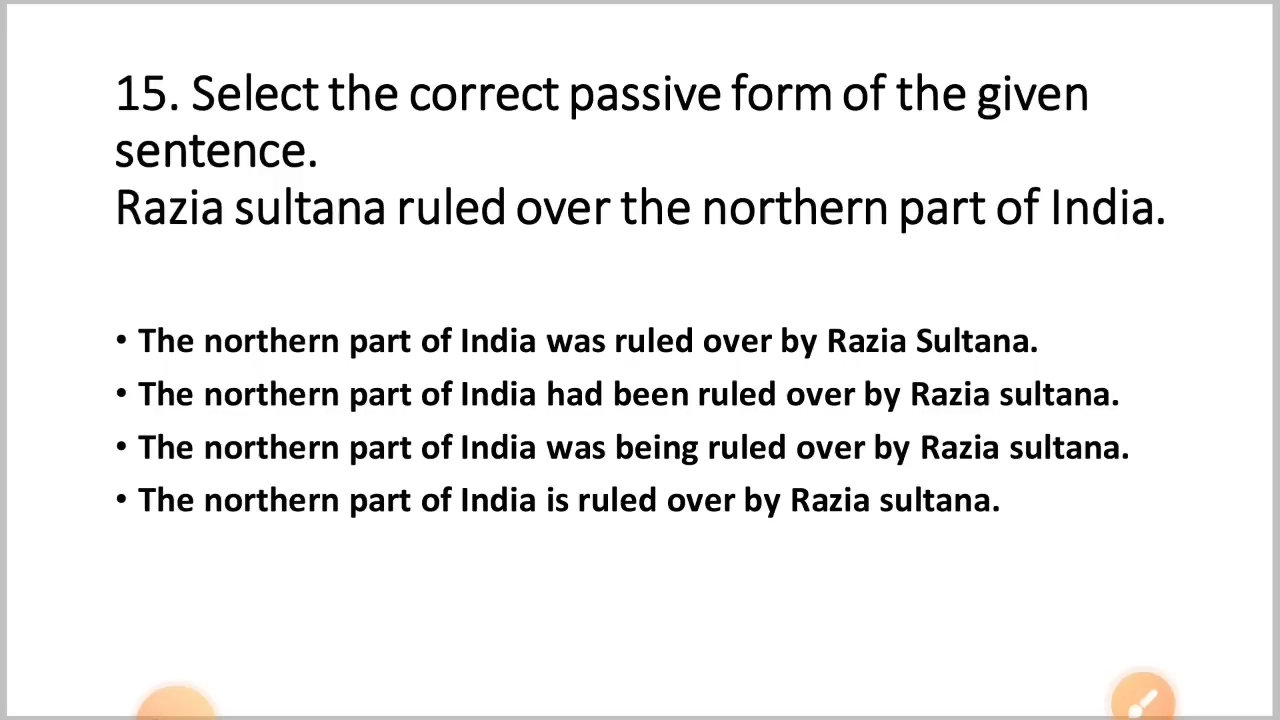 15. Select the correct passive form of the given
sentence.
Razia sultana ruled over the northern part of India.
• The northern part of India was ruled over by Razia Sultana.
• The northern part of India had been ruled over by Razia sultana.
• The northern part of India was being ruled over by Razia sultana.
• The northern part of India is ruled over by Razia sultana.